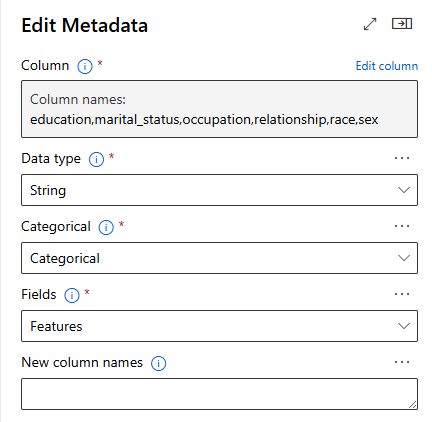 Edit Metadata
Column * Edit column
Column names:
education,marital_status,occupation,relationship,race,sex
Data type *
String
Categorical *
Categorical
Fields *
Features
New column names